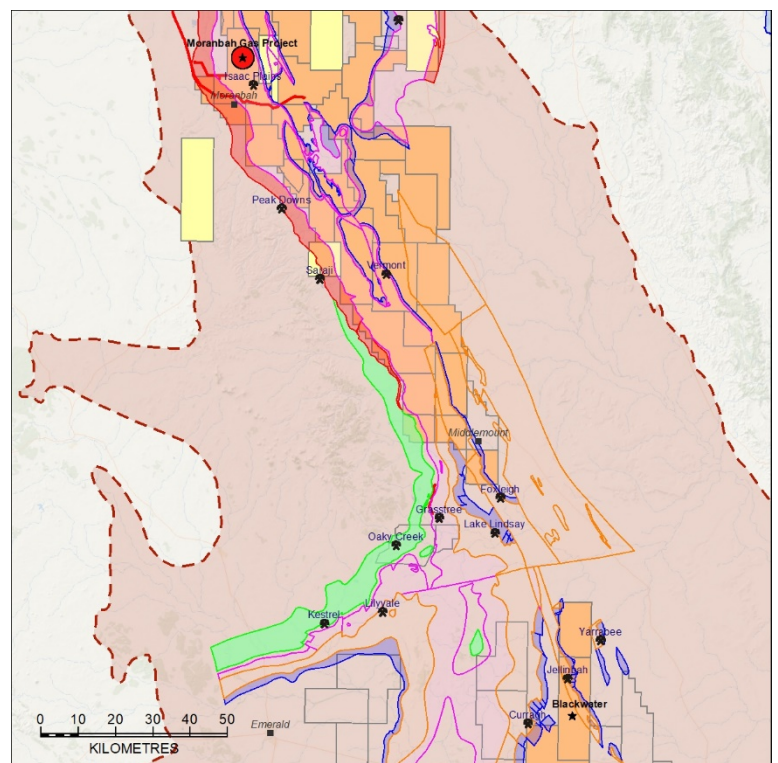 Moranbah Gas Project
Isaac Plains
Moranbah
Peak Downs
Saraji
Vermont
Middlemount
Foxleigh
Grasstree
Lake Lindsay
Oaky Creek
Lilyvale
Kestrel
Yarrabee
Jellinbah
Blackwater
Curragh
Emerald
0 10 20 30 40 50
KILOMETRES